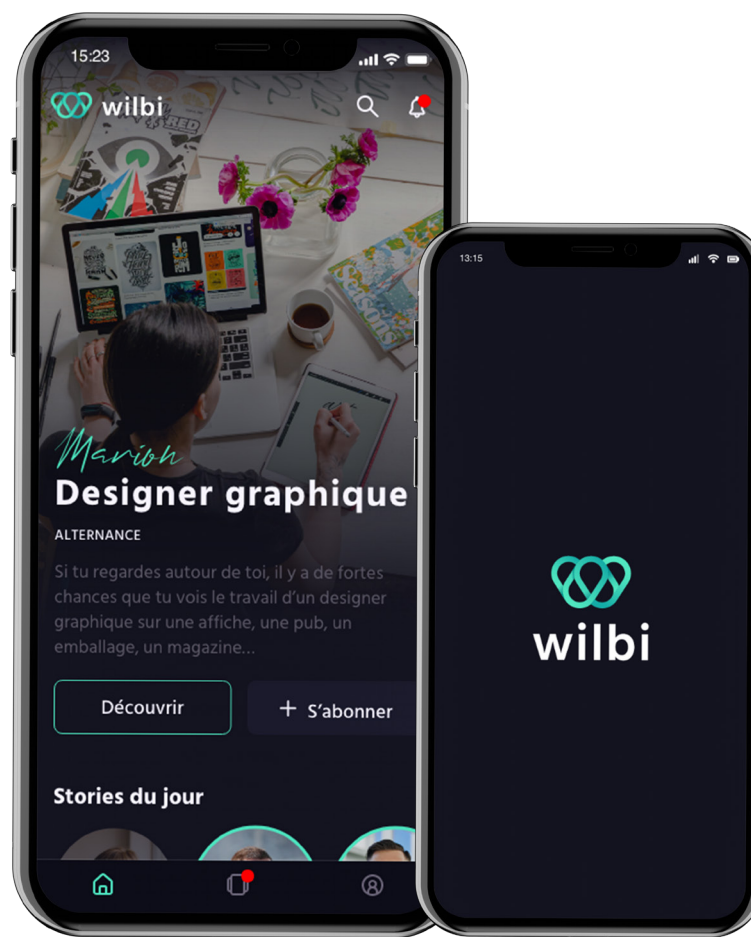 15:23
wilbi
RED
Seasons
Marion
Designer graphique
ALTERNANCE
Si tu regardes autour de toi, il y a de fortes
chances que tu vois le travail d'un designer
graphique sur une affiche, une pub, un
emballage, un magazine...
Découvrir
+ S'abonner
Stories du jour
13:15
wilbi